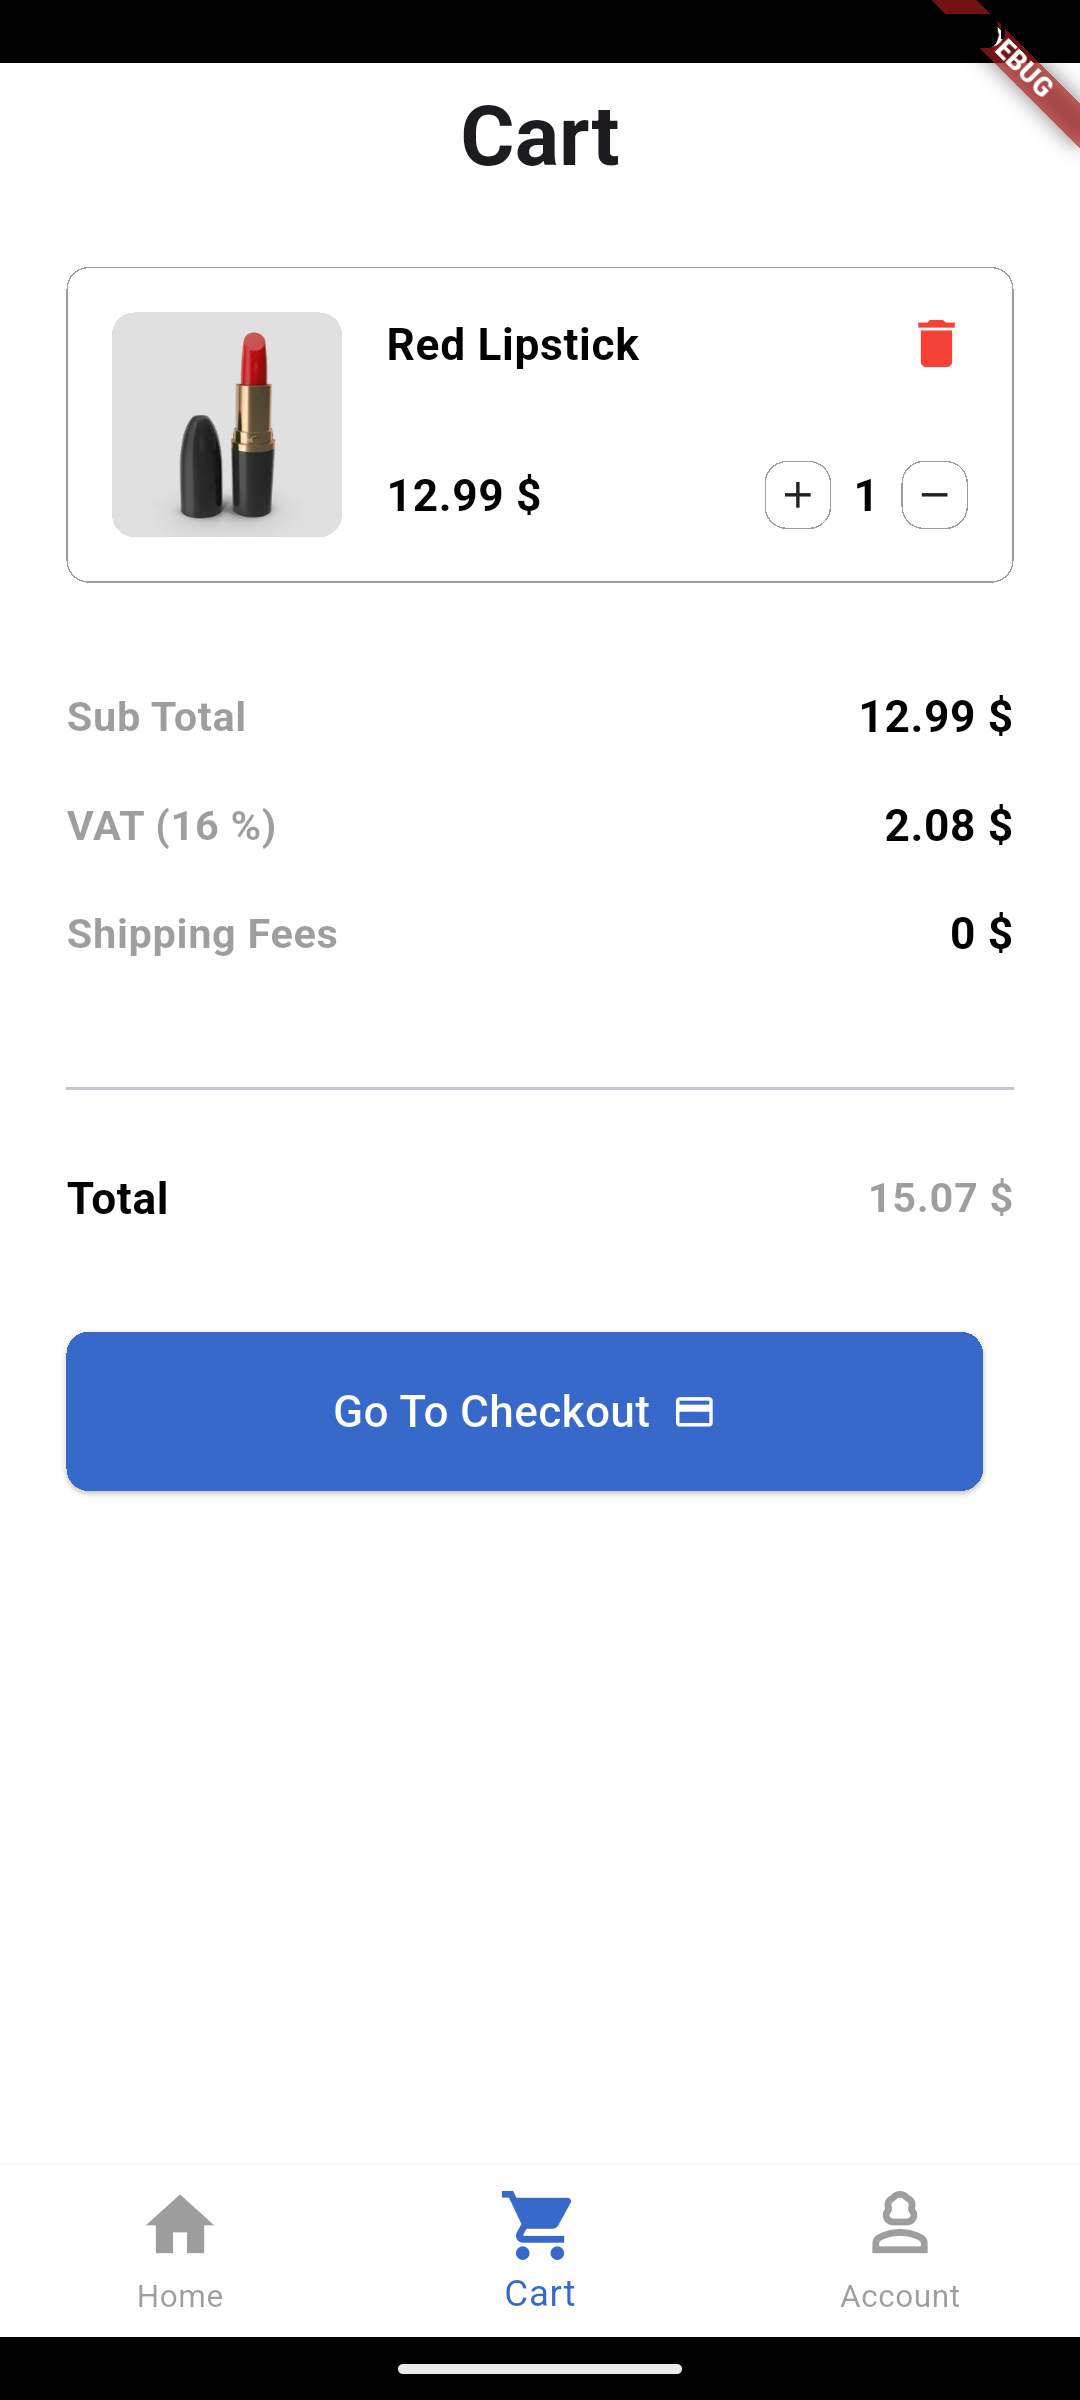 EBUG
Cart
Red Lipstick
12.99 $
1
Sub Total 12.99 $
VAT (16 %) 2.08 $
Shipping Fees 0 $
Total 15.07 $
Go To Checkout
Home Cart Account